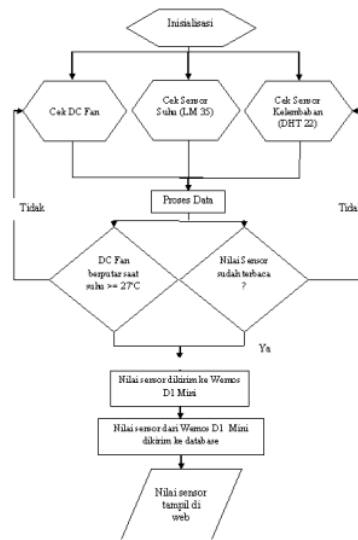 Inisialisasi
Cek DC Fan
Cek Sensor
Suhu (LM 35)
Cek Sensor
Kelembaban
(DHT 22)
Proses Data
Tidak
Tidak
DC Fan
berputar saat
suhu >= 27°C
Nilai Sensor
sudah terbaca
?
Ya
Nilai sensor dikirim ke Wemos
D1 Mini
Nilai sensor dari Wemos D1 Mini
dikirim ke database
Nilai sensor
tampil di
web